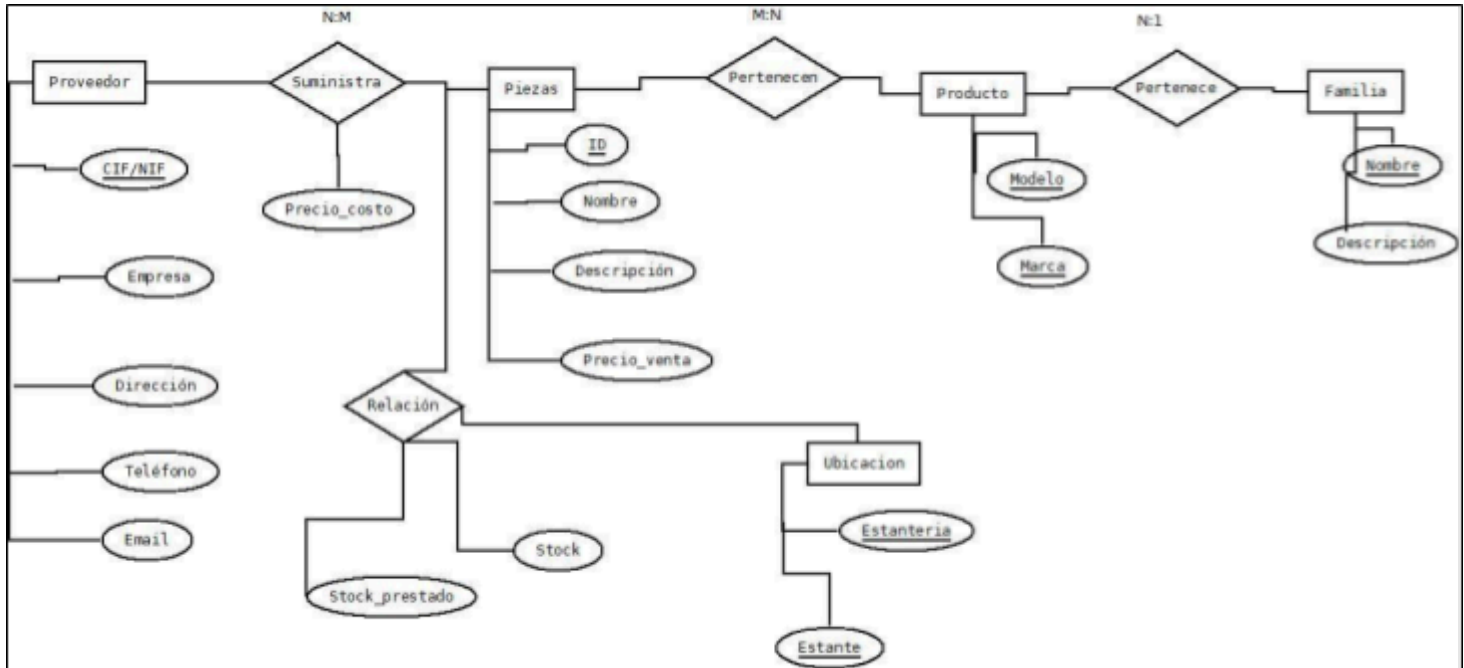 N:M
M:N
N:1
Proveedor
Suministra
Piezas
Pertenecen
Producto
Pertenece
Familia
CIF/NIF
Precio_costo
ID
Nombre
Modelo
Nombre
Empresa
Descripción
Marca
Descripción
Dirección
Precio_venta
Relación
Teléfono
Ubicacion
Email
Stock
Estanteria
Stock_prestado
Estante